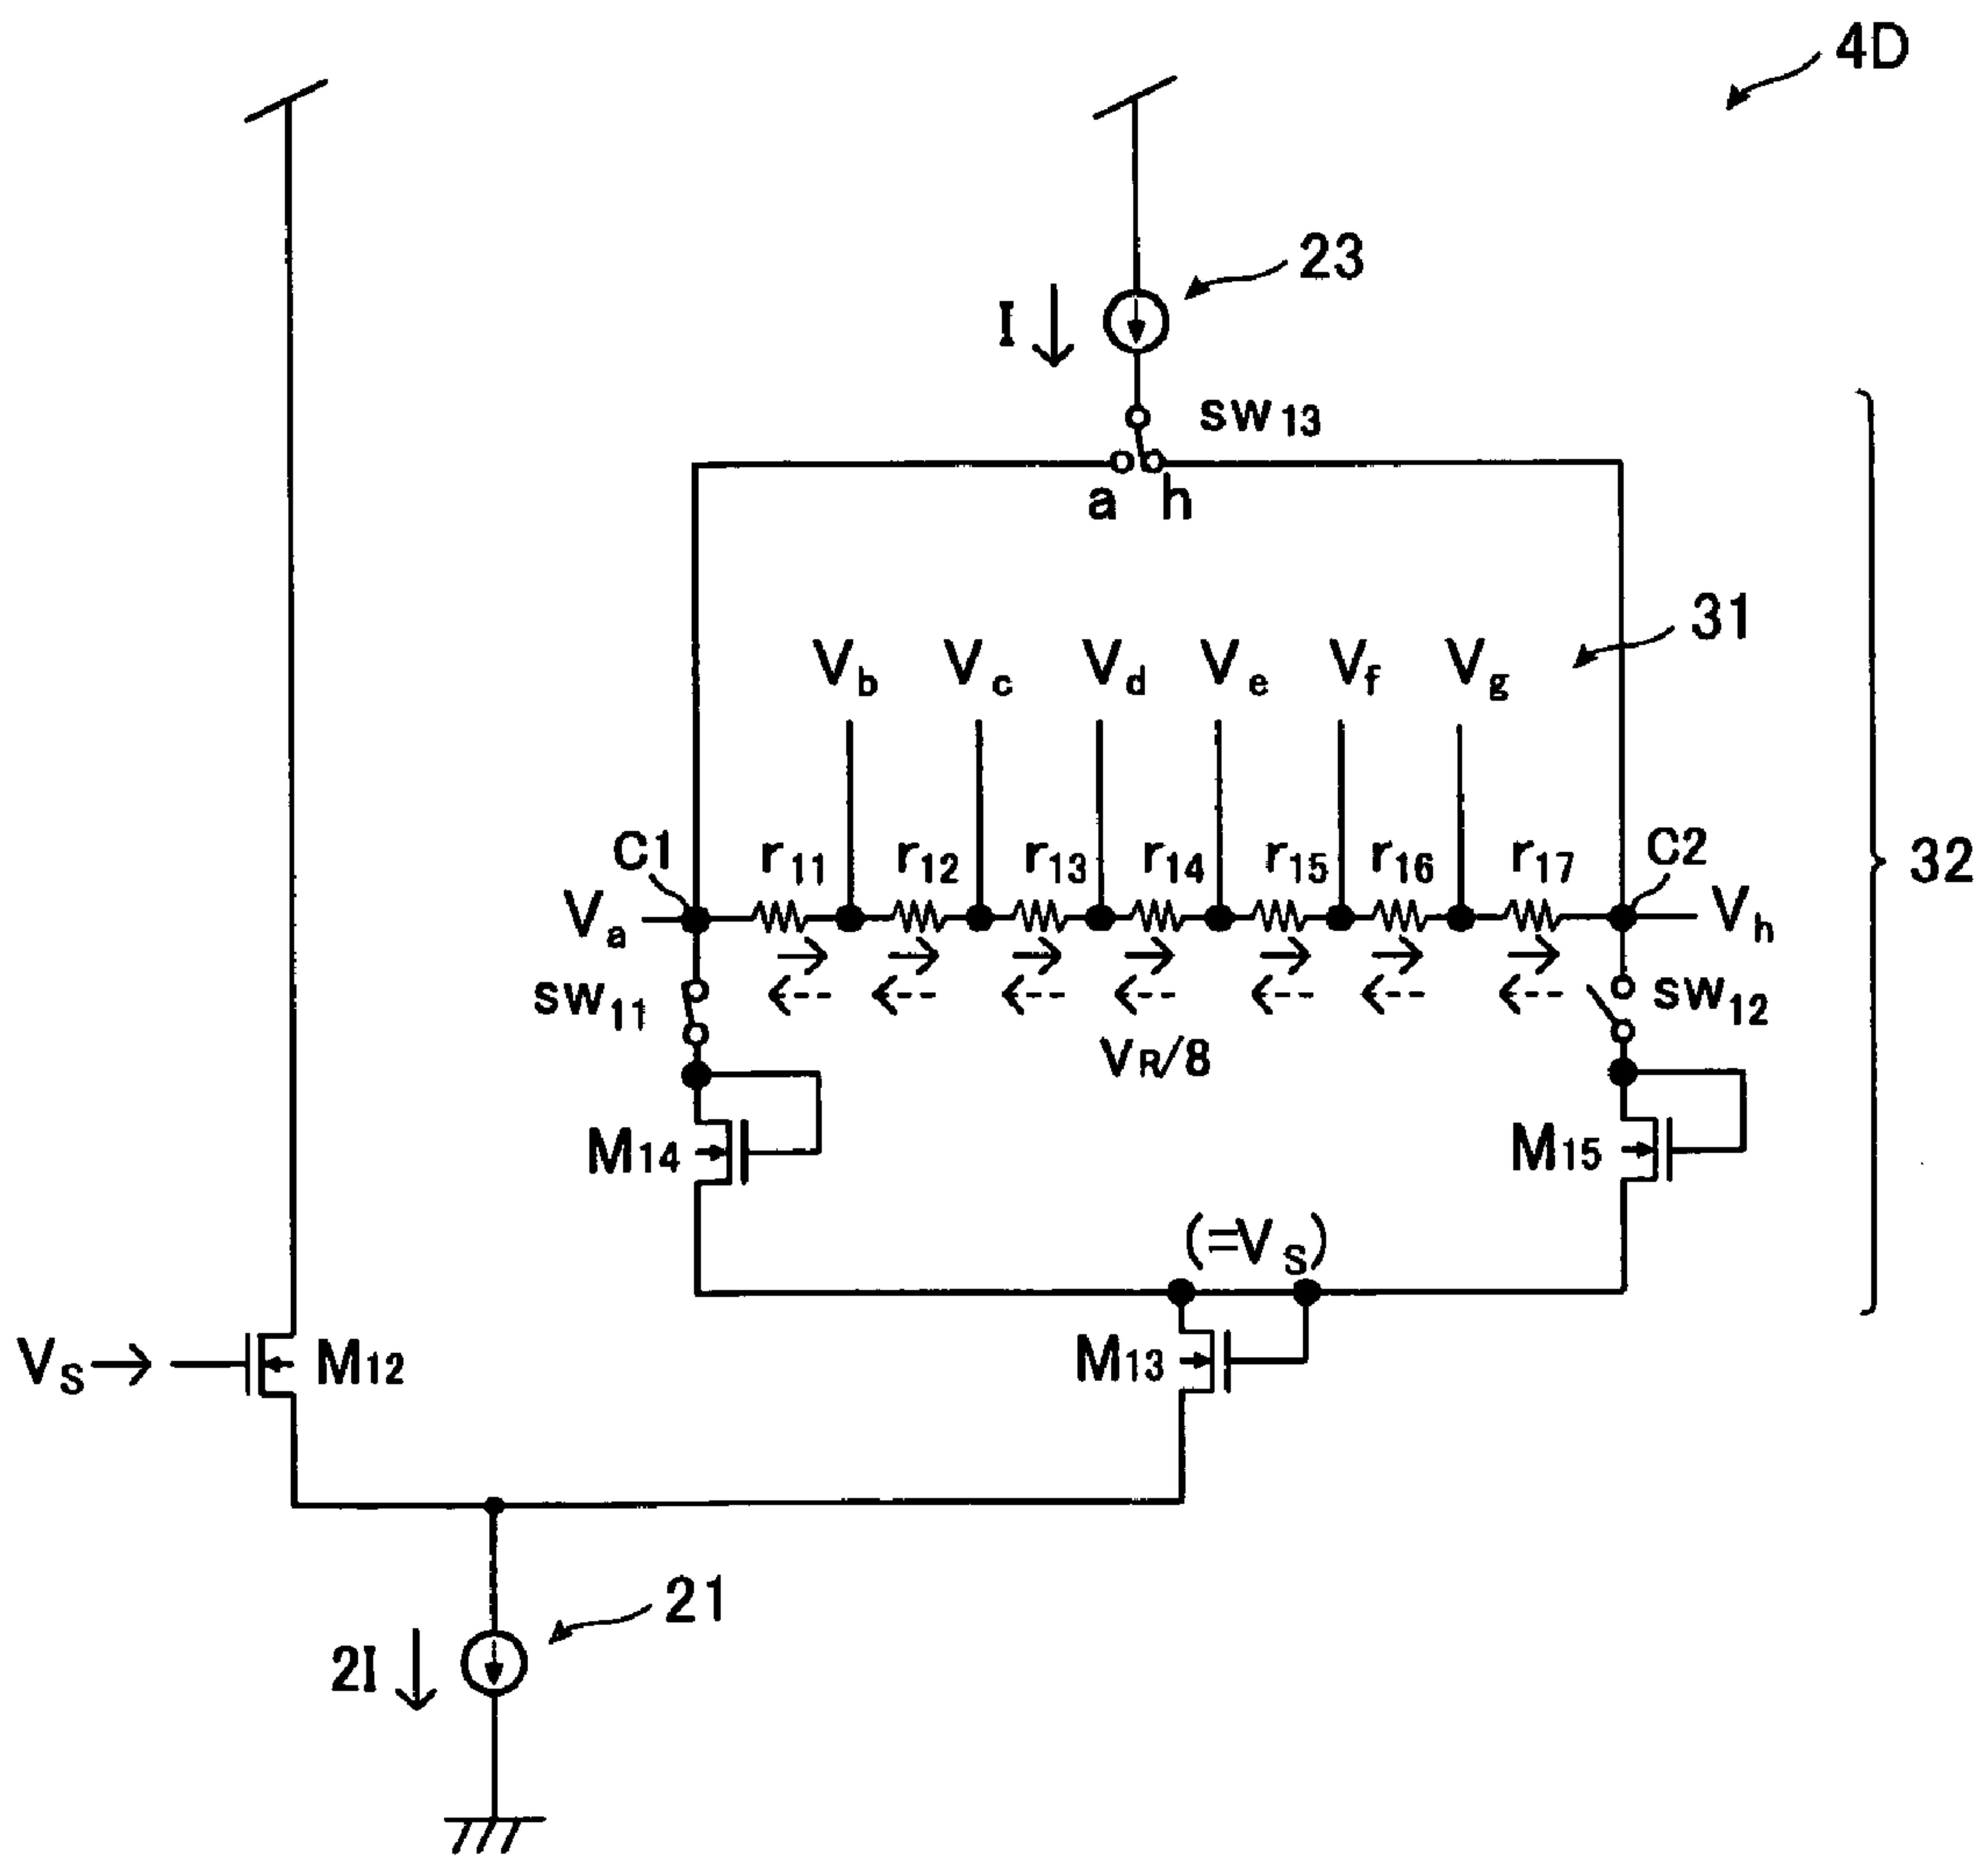 4D
23
I
SW13
a h
31
Vb Vc Vd Ve Vf Vg
C1 r11 r12 r13 r14 r15 r16 r17 C2
32
Va Vh
SW11 SW12
VR/8
M14 M15
(=VS)
VS M12 M13
21
2I